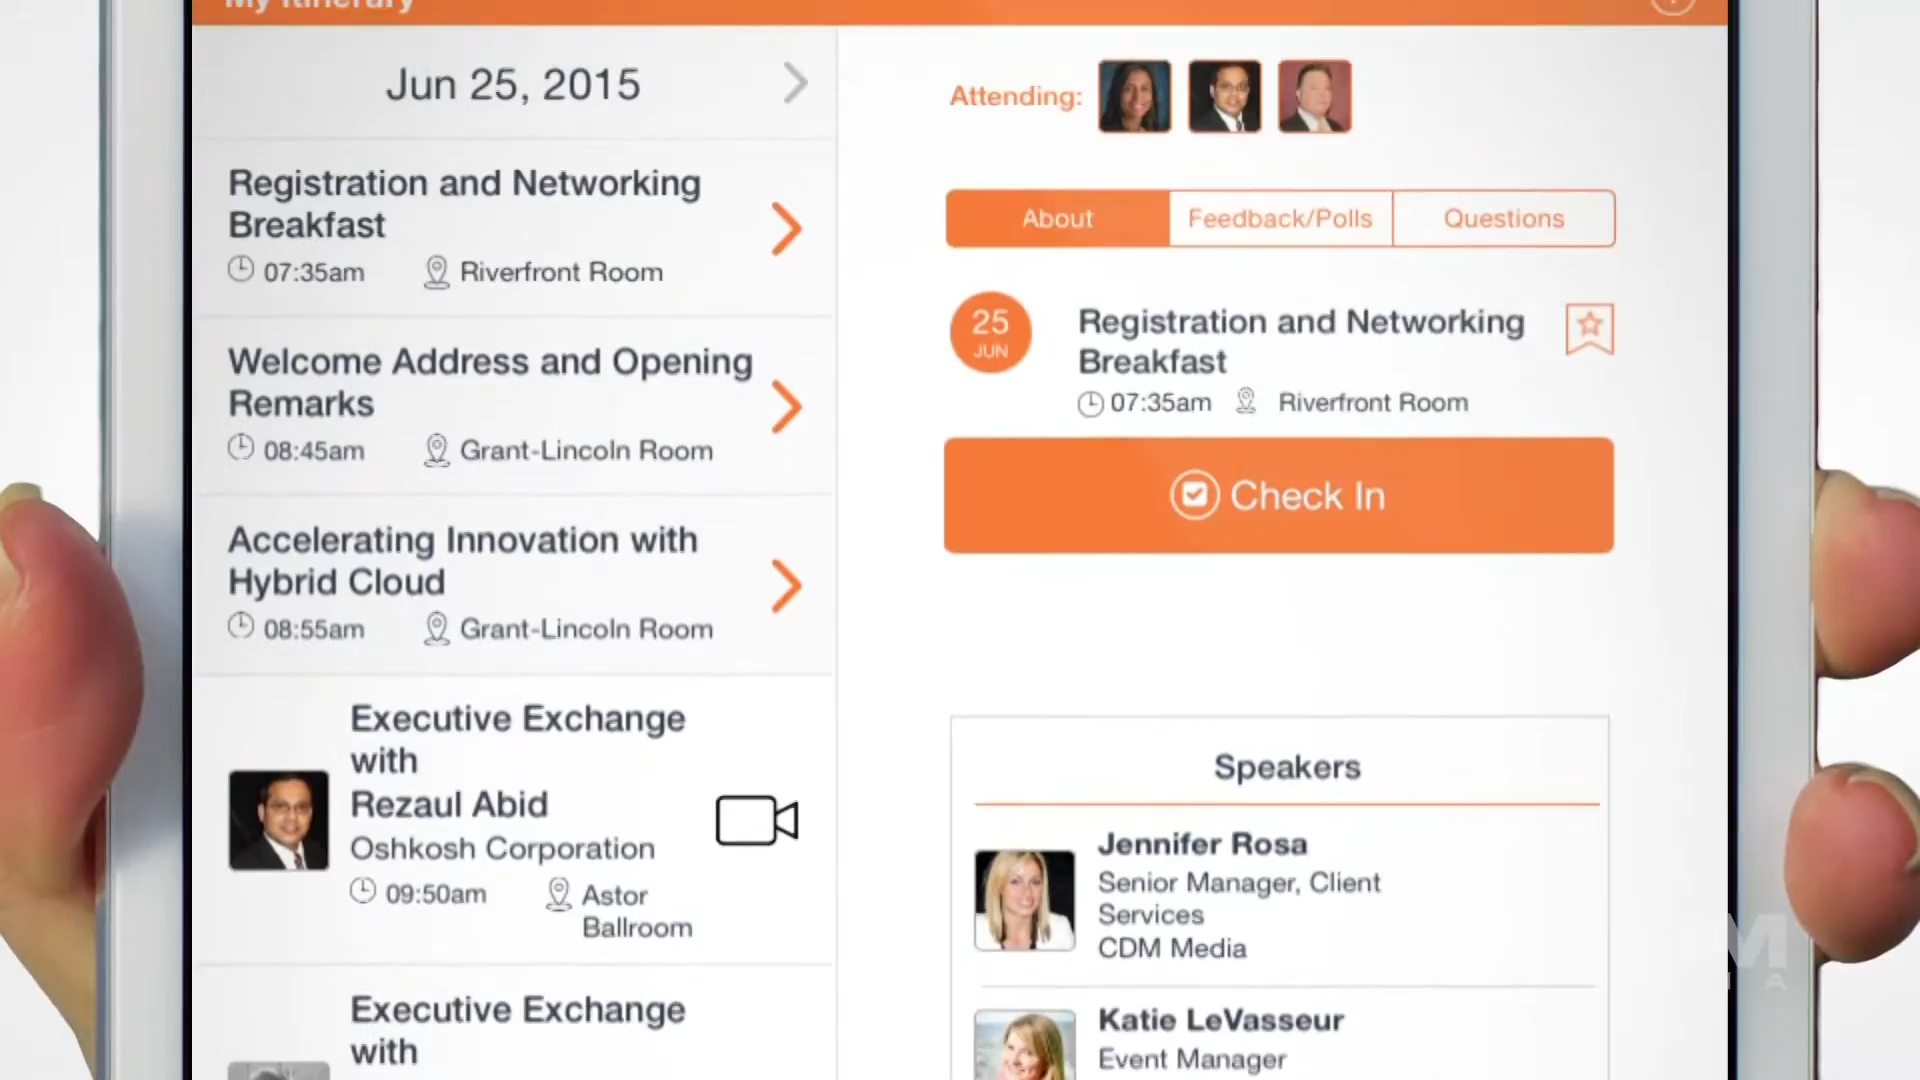 My Itinerary
Jun 25, 2015
Registration and Networking
Breakfast
07:35am
Riverfront Room
Welcome Address and Opening
Remarks
08:45am
Grant-Lincoln Room
Accelerating Innovation with
Hybrid Cloud
08:55am
Grant-Lincoln Room
Executive Exchange
with
Rezaul Abid
Oshkosh Corporation
09:50am
Astor
Ballroom
Executive Exchange
with
Attending:
About
Feedback/Polls
Questions
25
JUN
Registration and Networking
Breakfast
07:35am
Riverfront Room
Check In
Speakers
Jennifer Rosa
Senior Manager, Client
Services
CDM Media
Katie LeVasseur
Event Manager